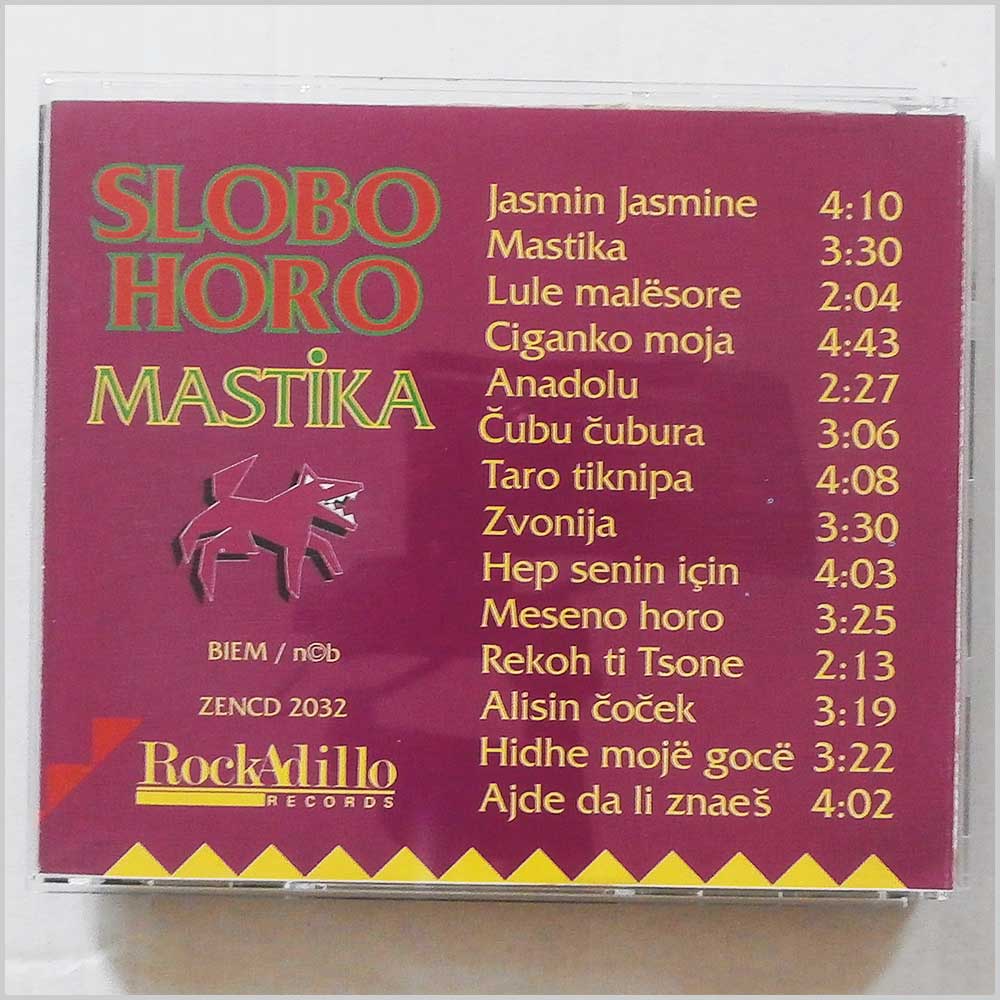 SLOBO
HORO
MASTİKA
BIEM / n©b
ZENCD 2032
RockAdillo
RECORDS
Jasmin Jasmine 4:10
Mastika 3:30
Lule malësore 2:04
Ciganko moja 4:43
Anadolu 2:27
Čubu čubura 3:06
Taro tiknipa 4:08
Zvonija 3:30
Hep senin için 4:03
Meseno horo 3:25
Rekoh ti Tsone 2:13
Alisin čoček 3:19
Hidhe mojë gocë 3:22
Ajde da li znaeš 4:02